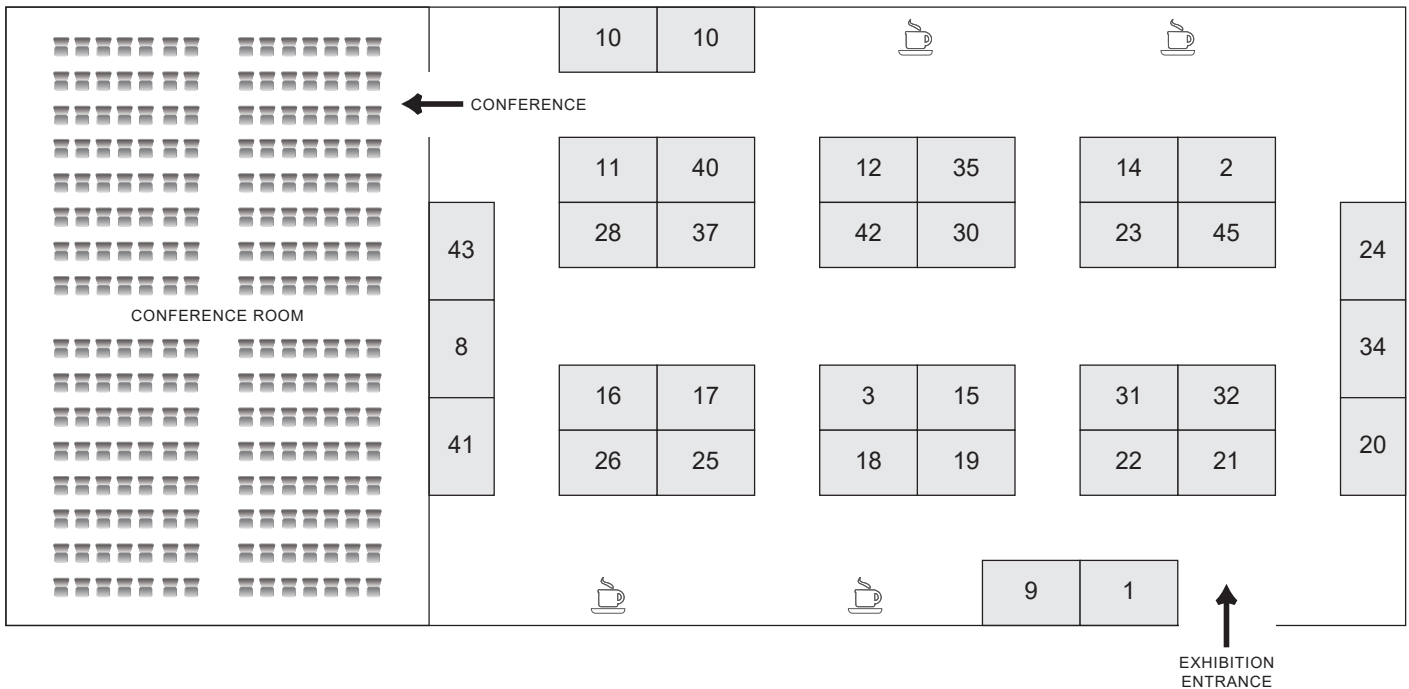 10 10
CONFERENCE
11 40 12 35 14 2
28 37 42 30 23 45
43 24
CONFERENCE ROOM
8 34
16 17 3 15 31 32
41 20
26 25 18 19 22 21
9 1
EXHIBITION
ENTRANCE